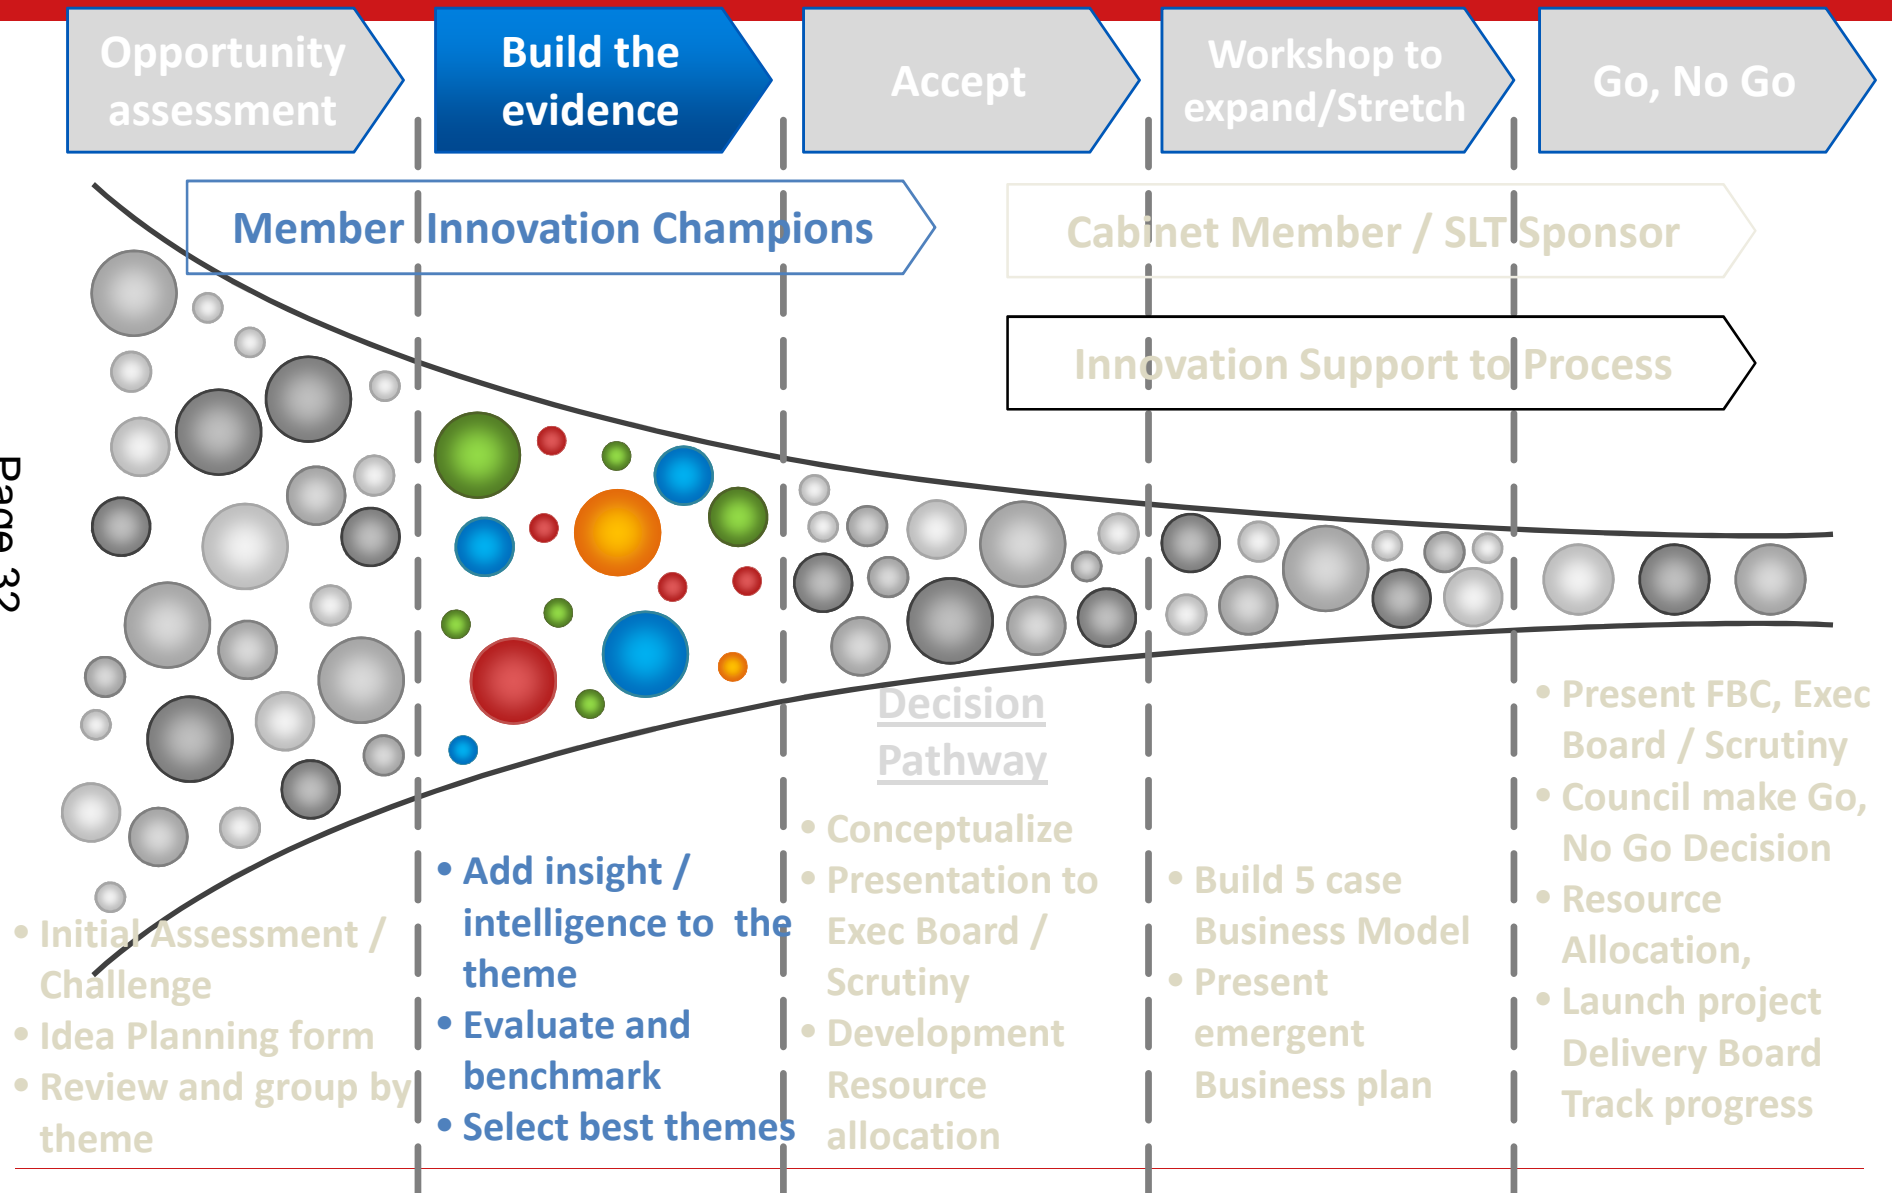 Opportunity
assessment
Build the
evidence
Accept
Workshop to
expand/Stretch
Go, No Go
Member Innovation Champions
Cabinet Member / SLT Sponsor
Innovation Support to Process
Page 32
• Initial Assessment /
Challenge
• Idea Planning form
• Review and group by
theme
• Add insight /
intelligence to the
theme
• Evaluate and
benchmark
• Select best themes
Decision
Pathway
• Conceptualize
• Presentation to
Exec Board /
Scrutiny
• Development
Resource
allocation
• Build 5 case
Business Model
• Present
emergent
Business plan
• Present FBC, Exec
Board / Scrutiny
• Council make Go,
No Go Decision
• Resource
Allocation,
• Launch project
Delivery Board
Track progress